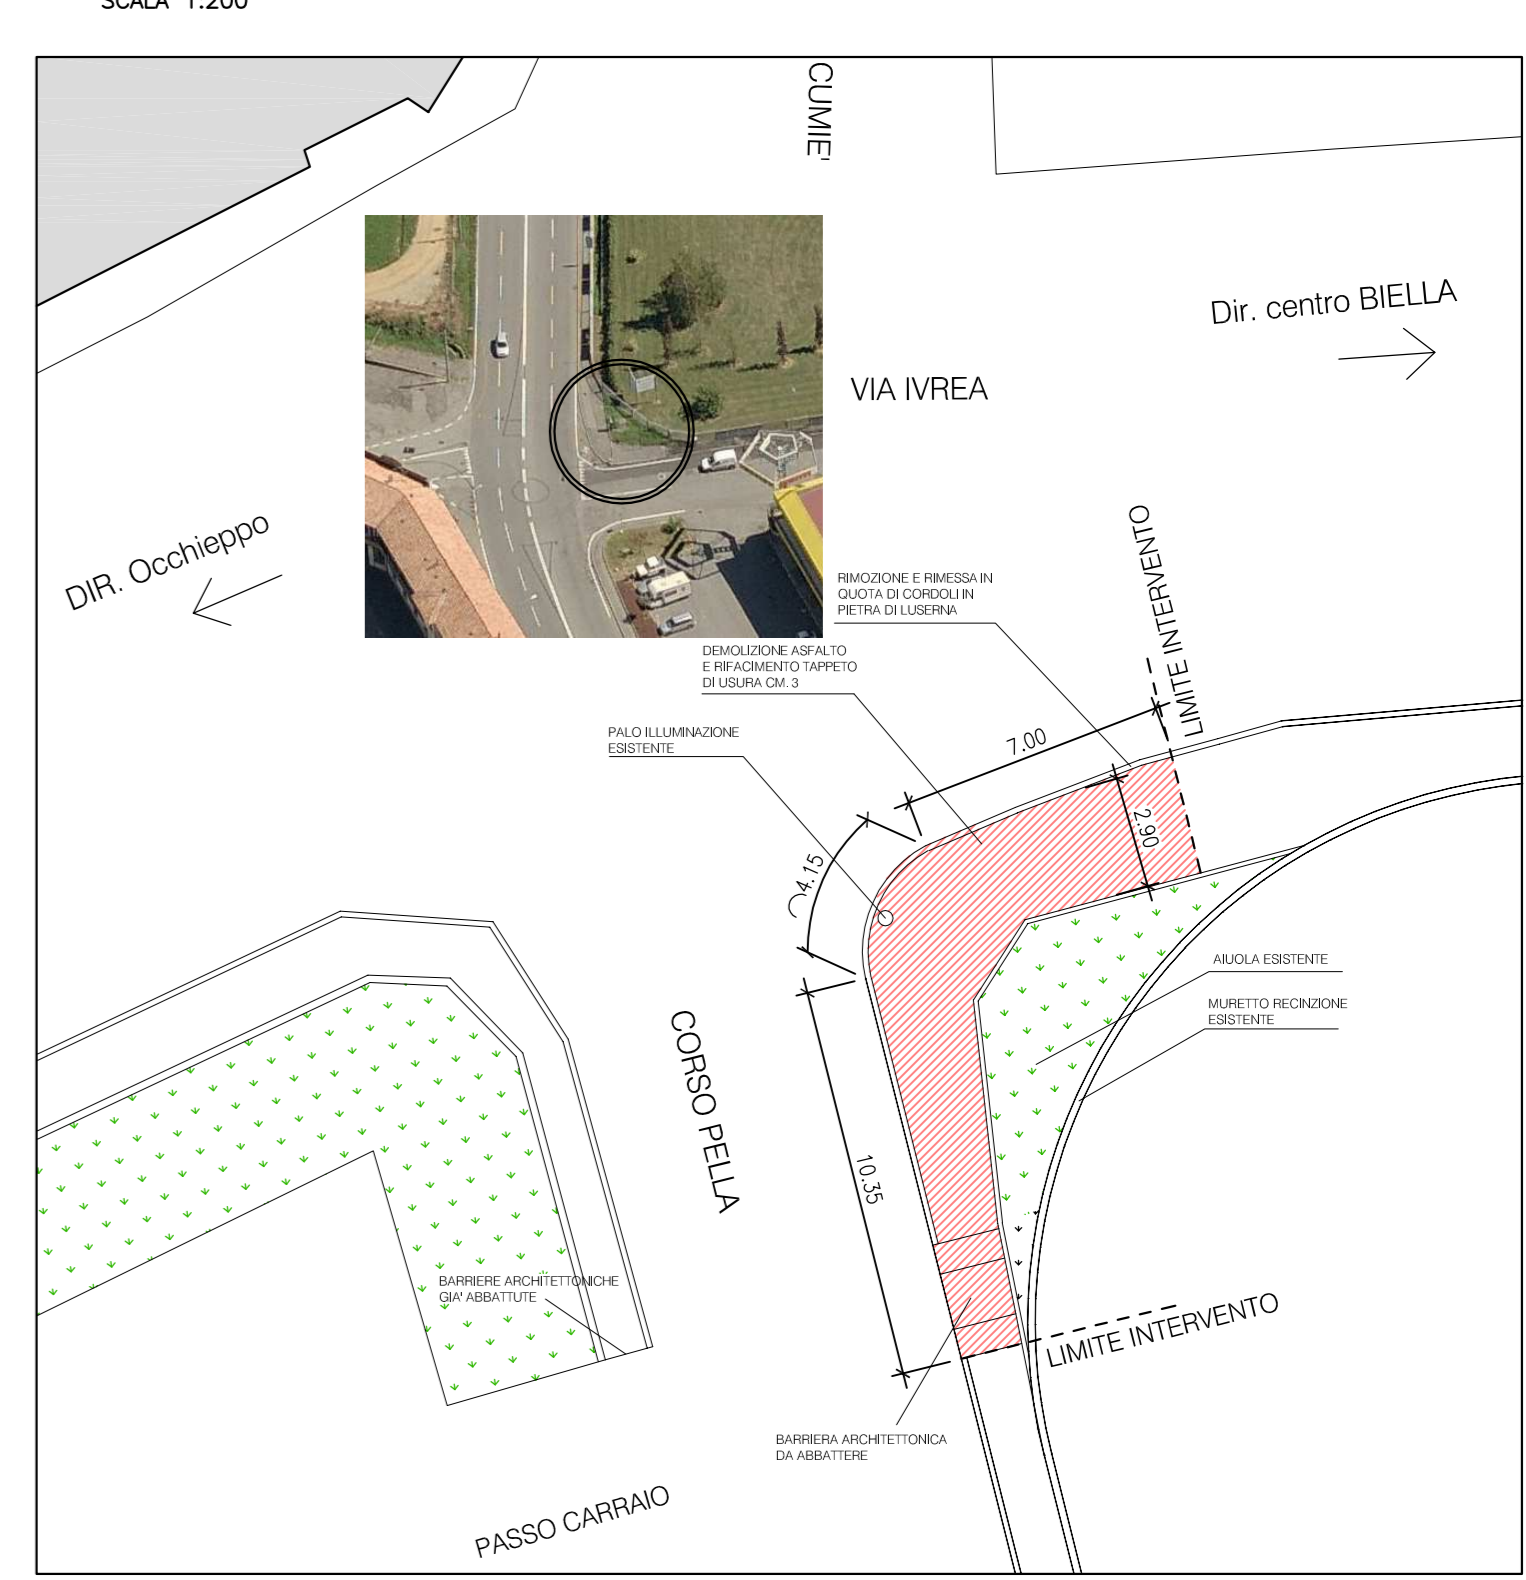 SCALA 1:200
CUMIE'
Dir. centro BIELLA
VIA IVREA
DIR. Occhieppo
LIMITE INTERVENTO
RIMOZIONE E RIMESSA IN
QUOTA DI CORDOLI IN
PIETRA DI LUSERNA
DEMOLIZIONE ASFALTO
E RIFACIMENTO TAPPETO
DI USURA CM. 3
PALO ILLUMINAZIONE
ESISTENTE
7.00
2.90
4.15
AIUOLA ESISTENTE
MURETTO RECINZIONE
ESISTENTE
CORSO PELLA
10.35
BARRIERE ARCHITETTONICHE
GIA' ABBATTUTE
LIMITE INTERVENTO
BARRIERA ARCHITETTONICA
DA ABBATTERE
PASSO CARRAIO